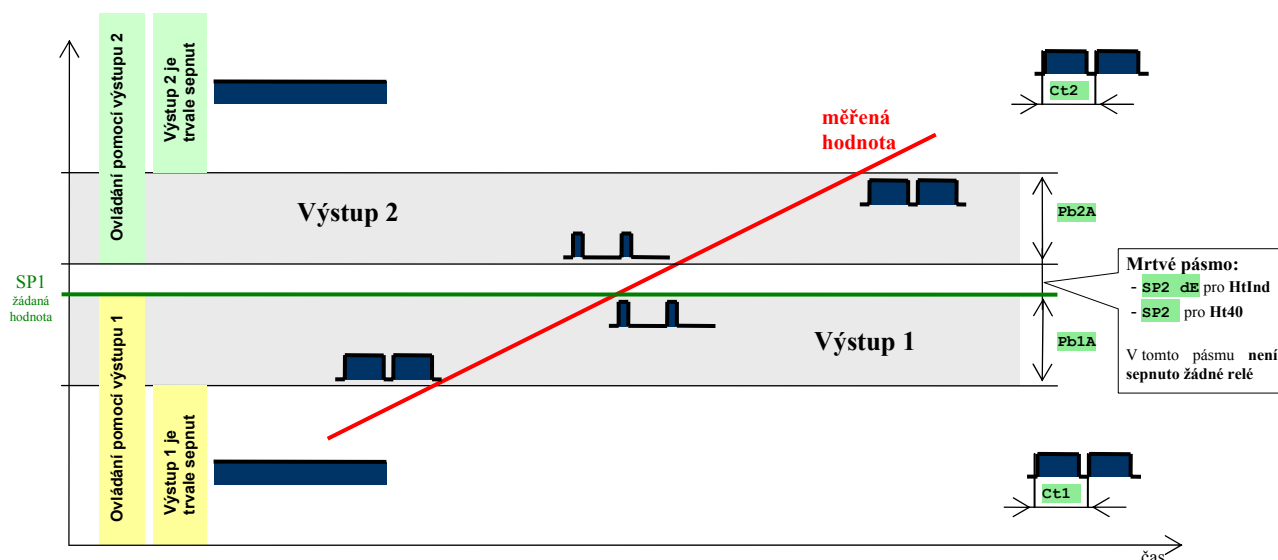 Ovládání pomocí výstupu 2
Výstup 2 je
trvale sepnut
Ct2
měřená
hodnota
Výstup 2
Pb2A
SP1
žádaná
hodnota
Mrtvé pásmo:
- SP2 dE pro HtInd
- SP2 pro Ht40
V tomto pásmu není
sepnuto žádné relé
Pb1A
Výstup 1
Ovládání pomocí výstupu 1
Výstup 1 je
trvale sepnut
Ct1
čas